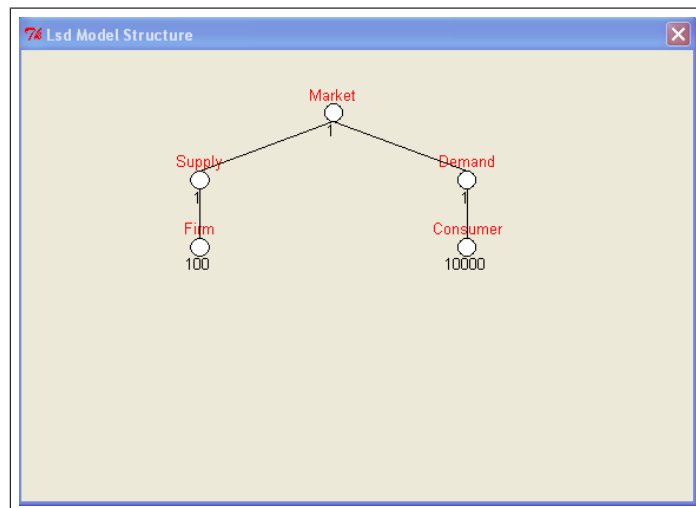 Lsd Model Structure
Market
1
Supply
Demand
1
1
Firm
Consumer
100
10000